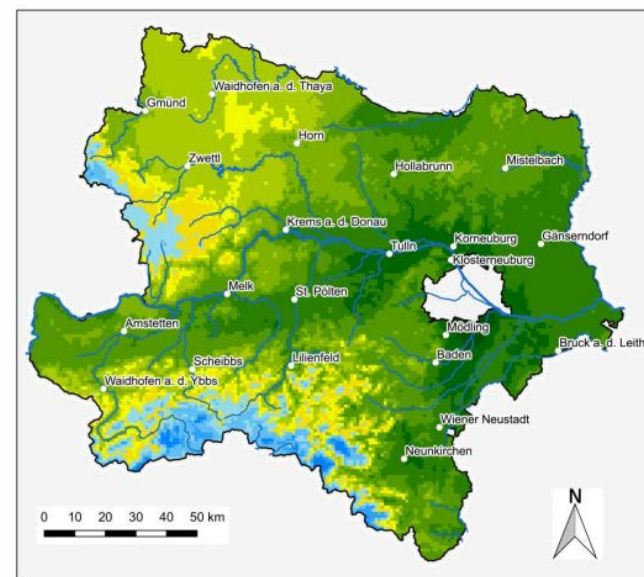 Waidhofen a. d. Thaya
Gmünd
Horn
Zwettl
Hollabrunn
Mistelbach
Krems a. d. Donau
Tulln
Korneuburg
Gänserndorf
Klosterneuburg
Melk
St. Pölten
Amstetten
Mödling
Bruck a. d. Leith
Scheibbs
Lilienfeld
Baden
Waidhofen a. d. Ybbs
Wiener Neustadt
Neunkirchen
N
0 10 20 30 40 50 km